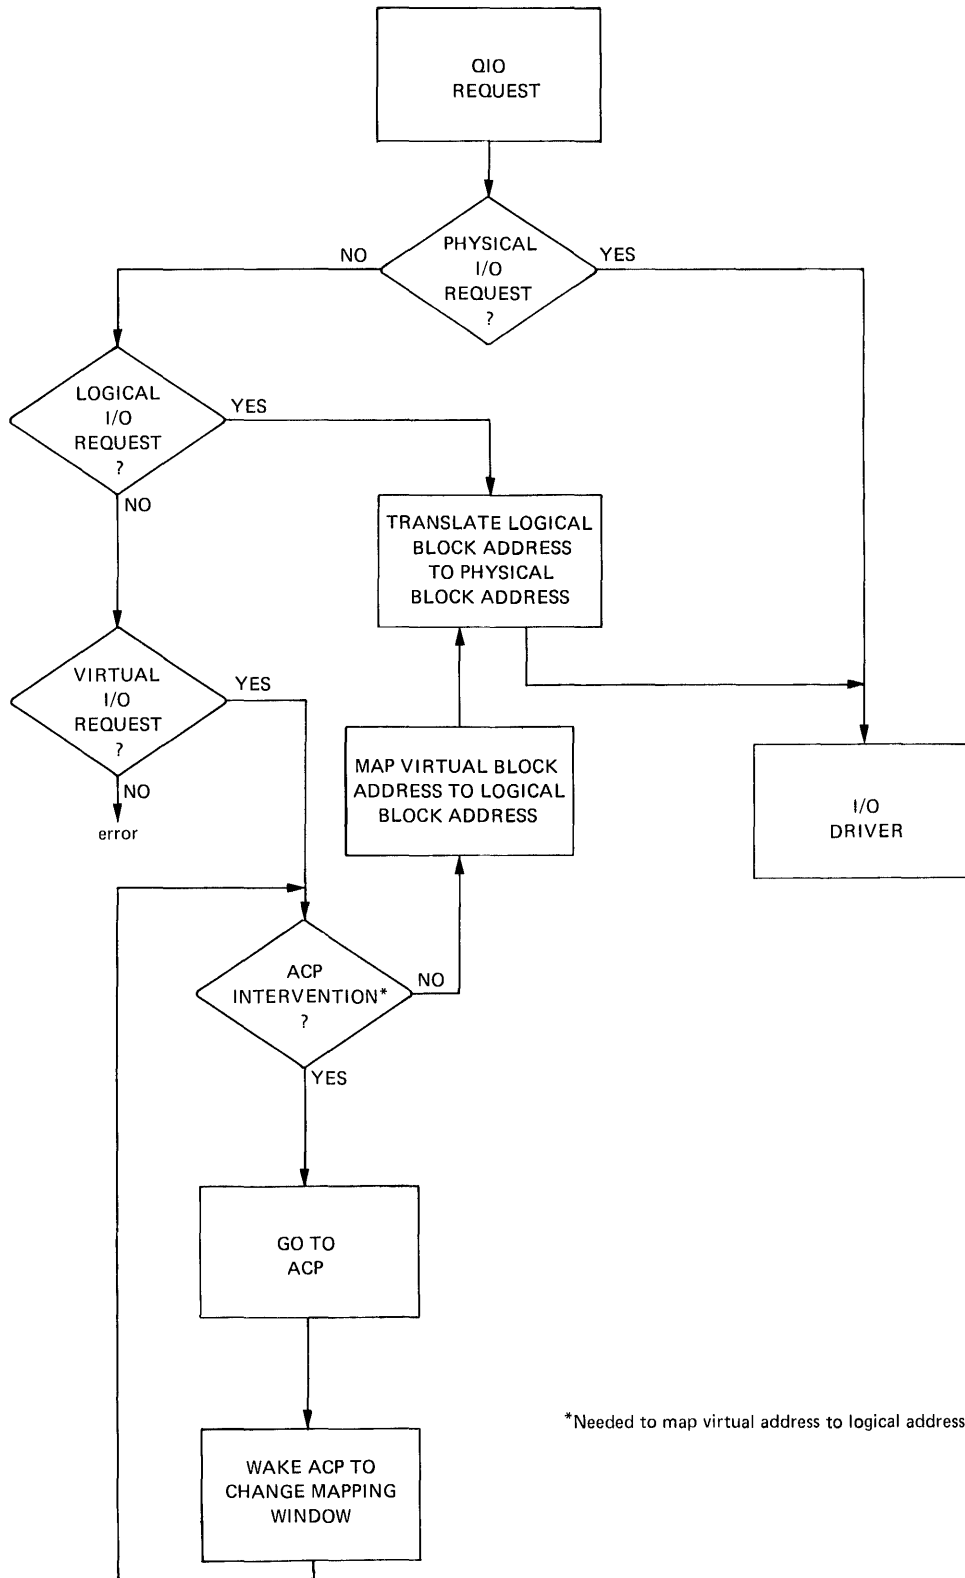 QIO
REQUEST
PHYSICAL
I/O
REQUEST
?
NO
YES
LOGICAL
I/O
REQUEST
?
YES
NO
TRANSLATE LOGICAL
BLOCK ADDRESS
TO PHYSICAL
BLOCK ADDRESS
VIRTUAL
I/O
REQUEST
?
YES
NO
error
MAP VIRTUAL BLOCK
ADDRESS TO LOGICAL
BLOCK ADDRESS
I/O
DRIVER
ACP
INTERVENTION*
?
NO
YES
GO TO
ACP
*Needed to map virtual address to logical address
WAKE ACP TO
CHANGE MAPPING
WINDOW